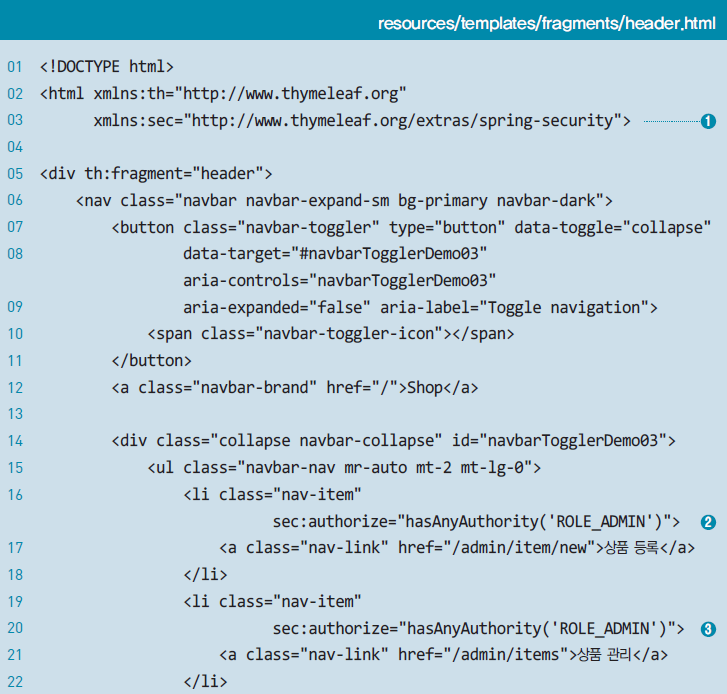 resources/templates/fragments/header.html
01 <!DOCTYPE html>
02 <html xmlns:th="http://www.thymeleaf.org"
03 xmlns:sec="http://www.thymeleaf.org/extras/spring-security"> ❶
04
05 <div th:fragment="header">
06 <nav class="navbar navbar-expand-sm bg-primary navbar-dark">
07 <button class="navbar-toggler" type="button" data-toggle="collapse"
08 data-target="#navbarTogglerDemo03"
aria-controls="navbarTogglerDemo03"
09 aria-expanded="false" aria-label="Toggle navigation">
10 <span class="navbar-toggler-icon"></span>
11 </button>
12 <a class="navbar-brand" href="/">Shop</a>
13
14 <div class="collapse navbar-collapse" id="navbarTogglerDemo03">
15 <ul class="navbar-nav mr-auto mt-2 mt-lg-0">
16 <li class="nav-item"
sec:authorize="hasAnyAuthority('ROLE_ADMIN')"> ❷
17 <a class="nav-link" href="/admin/item/new">상품 등록</a>
18 </li>
19 <li class="nav-item"
20 sec:authorize="hasAnyAuthority('ROLE_ADMIN')"> ❸
21 <a class="nav-link" href="/admin/items">상품 관리</a>
22 </li>